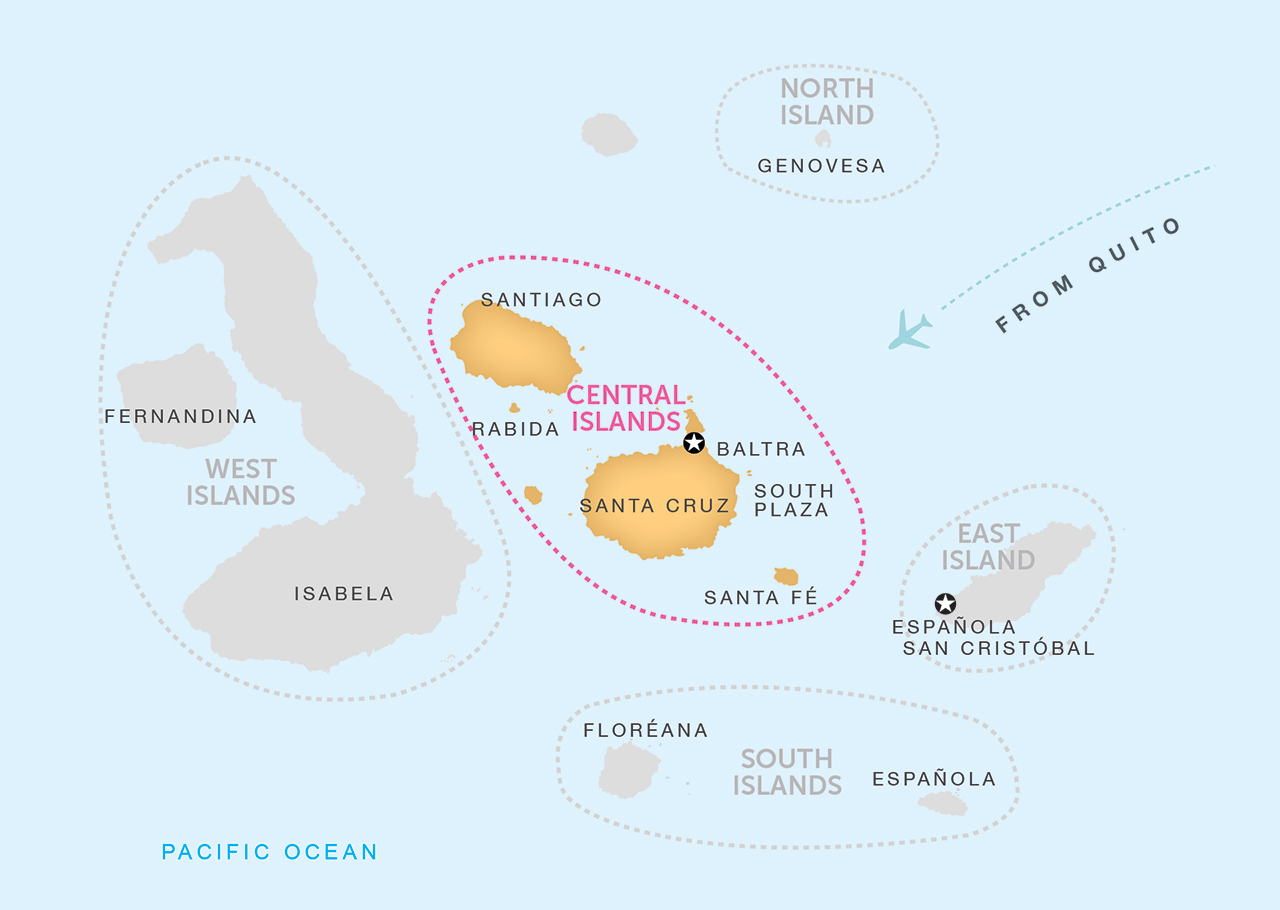 NORTH
ISLAND
GENOVESA
FROM QUITO
SANTIAGO
CENTRAL
ISLANDS
RABIDA
BALTRA
FERNANDINA
WEST
ISLANDS
SANTA CRUZ
SOUTH
PLAZA
EAST
ISLAND
ISABELA
SANTA FÉ
ESPAÑOLA
SAN CRISTÓBAL
FLORÉANA
SOUTH
ISLANDS
ESPAÑOLA
PACIFIC OCEAN